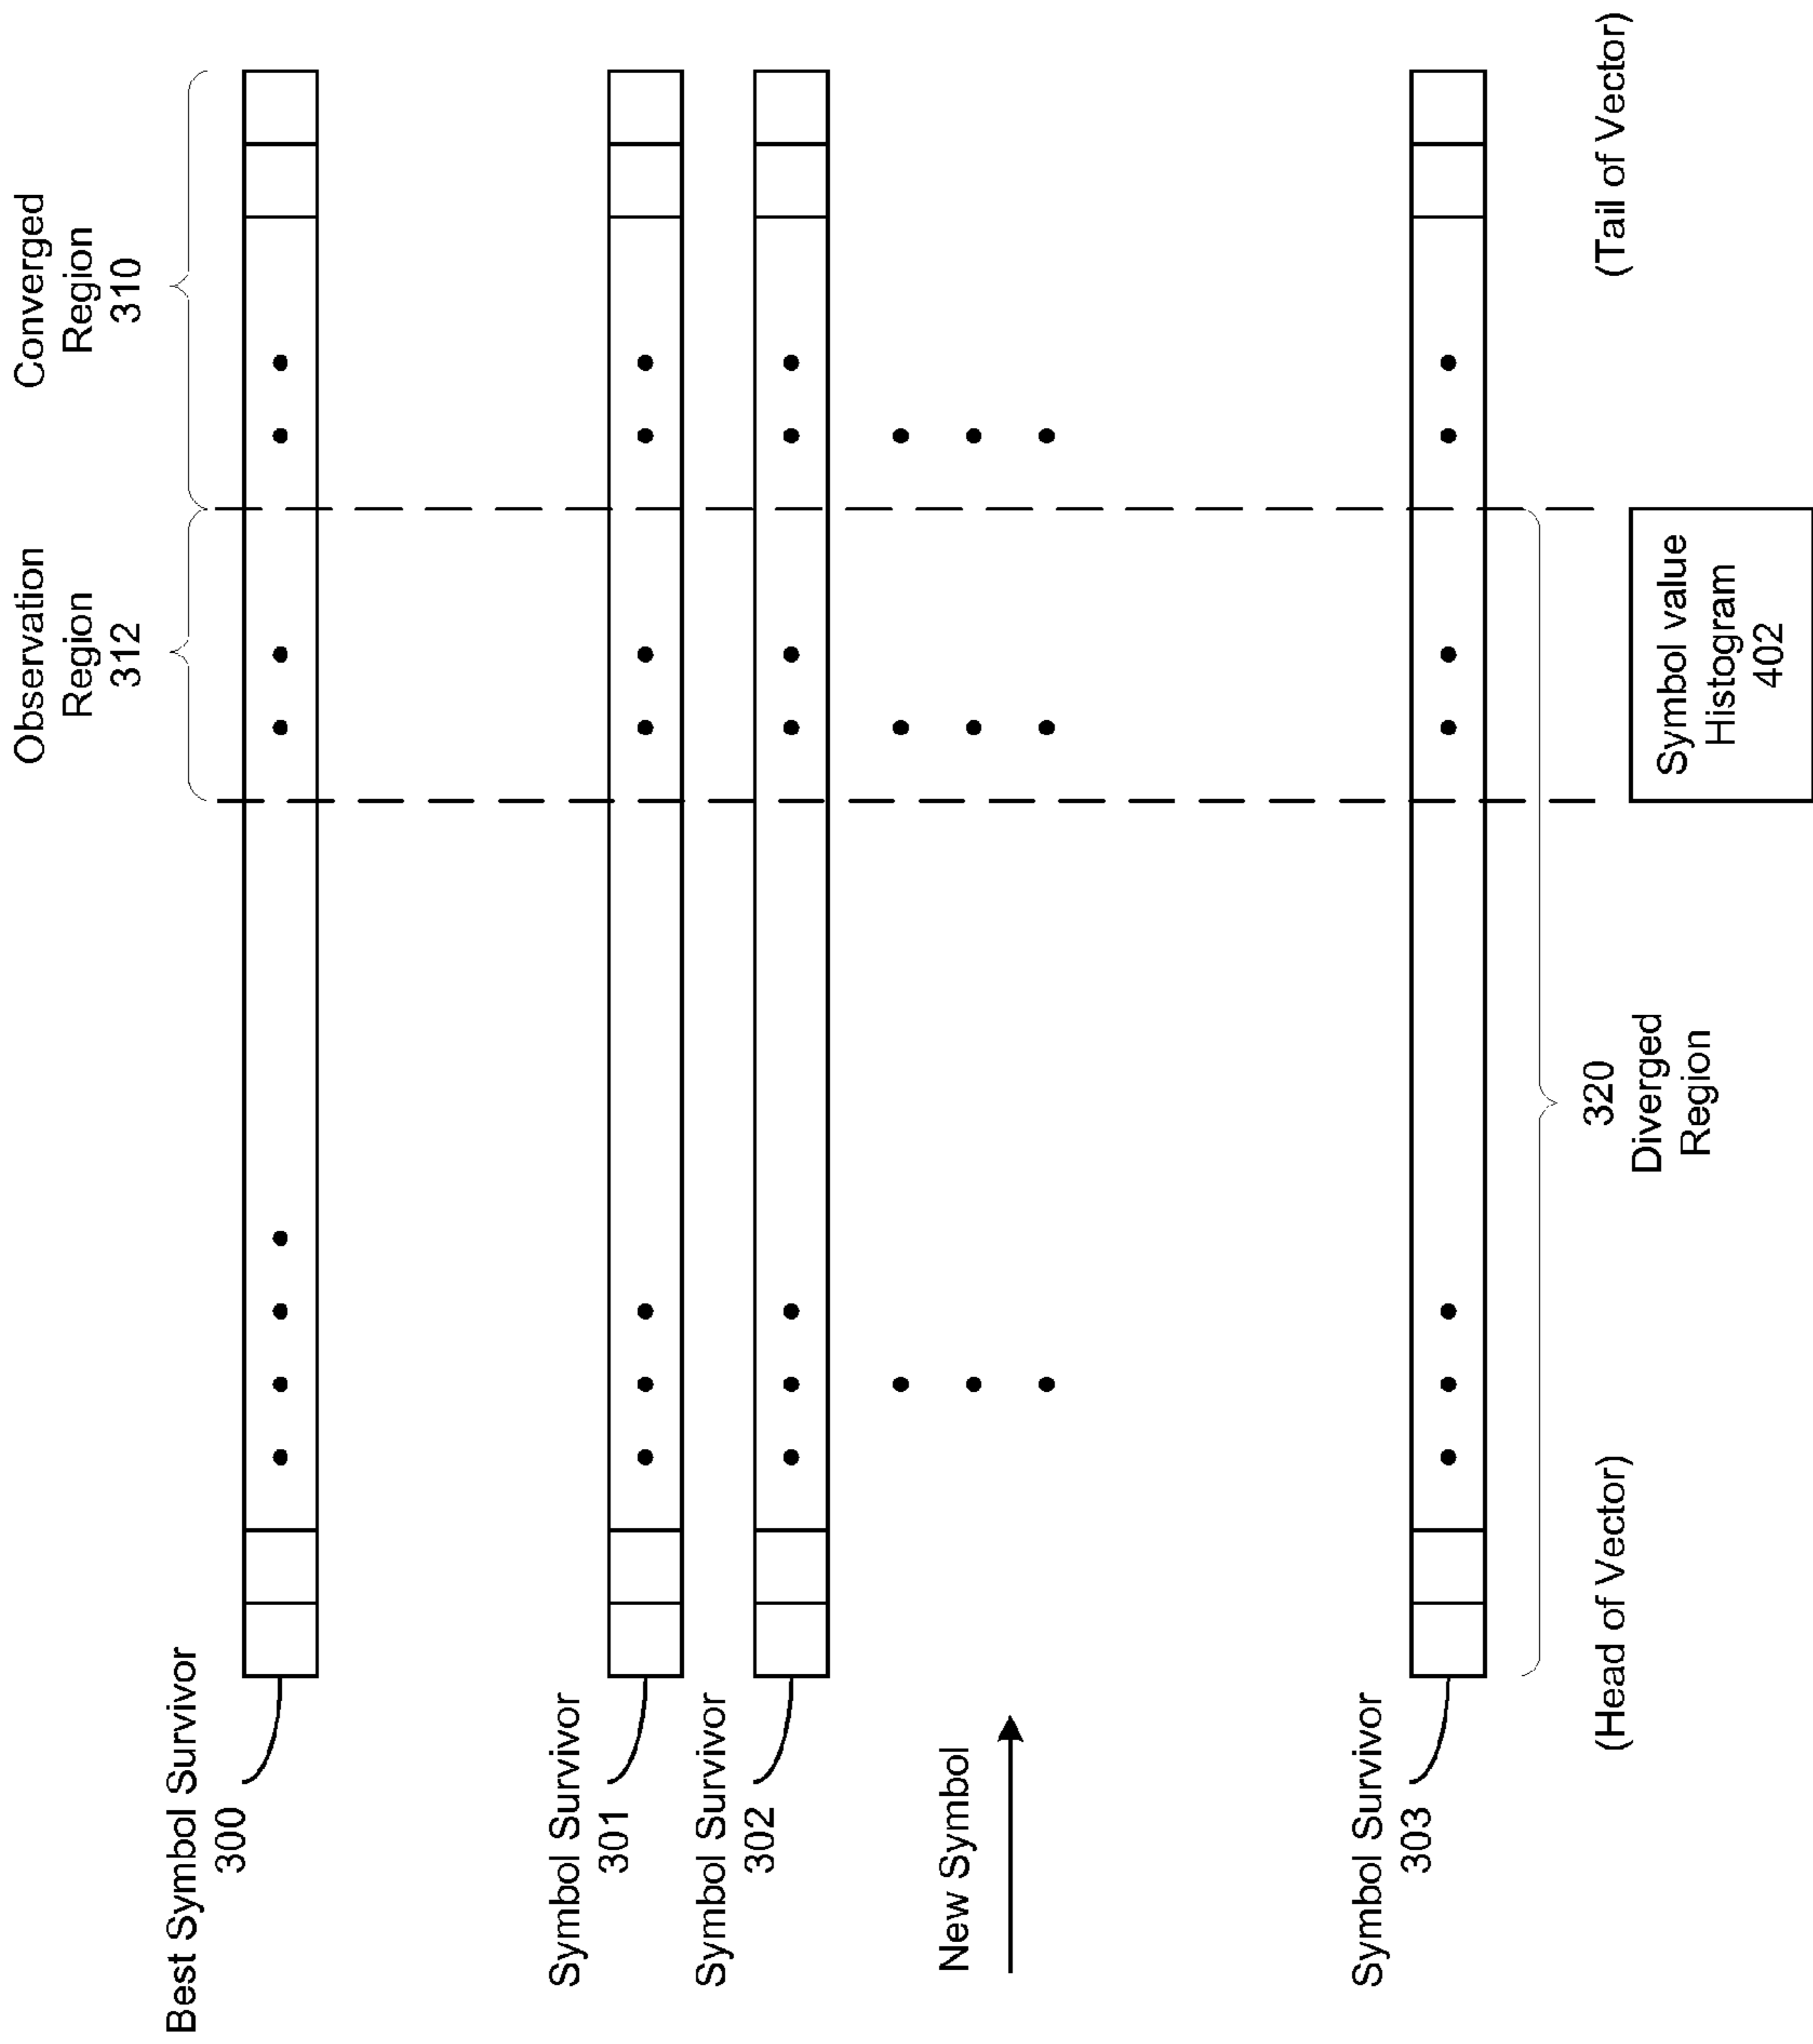 Converged
Region
310
Observation
Region
312
Best Symbol Survivor
300
Symbol Survivor
301
Symbol Survivor
302
New Symbol
Symbol Survivor
303
(Head of Vector)
(Tail of Vector)
320
Diverged
Region
Symbol value
Histogram
402